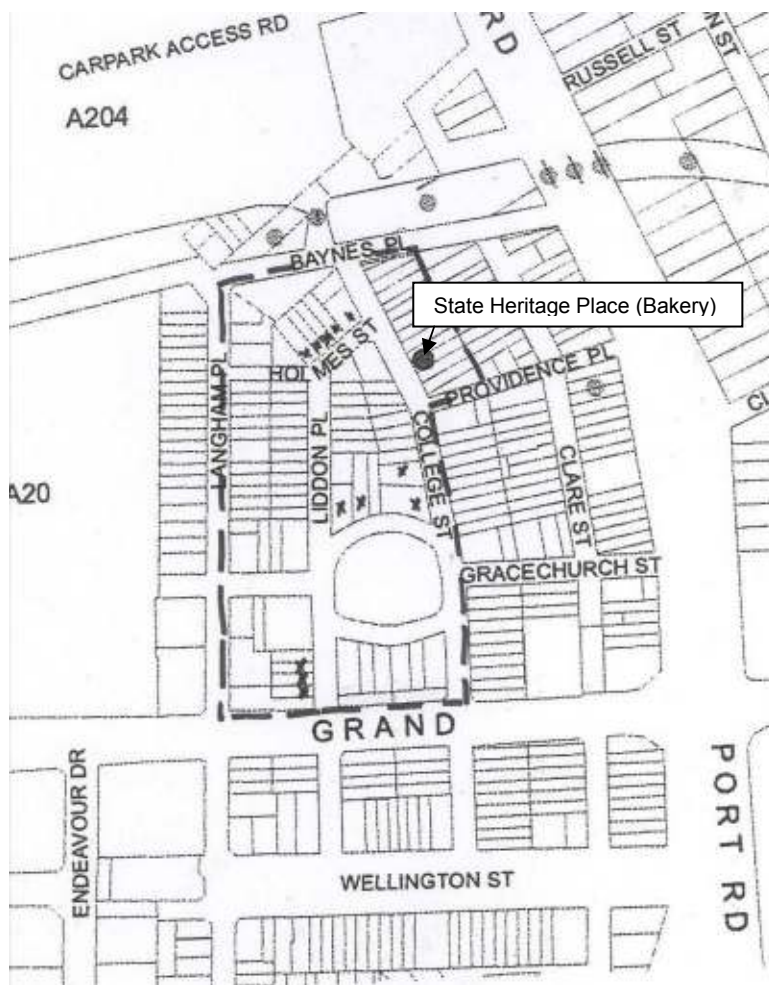 CARPARK ACCESS RD
RD
RUSSELL ST
N ST
A204
BAYNES PL
State Heritage Place (Bakery)
HOLMES ST
PROVIDENCE PL
LANGHAM PL
LIDDON PL
COLLEGE ST
CLARE ST
CL
A20
GRACECHURCH ST
GRAND
ENDEAVOUR DR
PORT RD
WELLINGTON ST